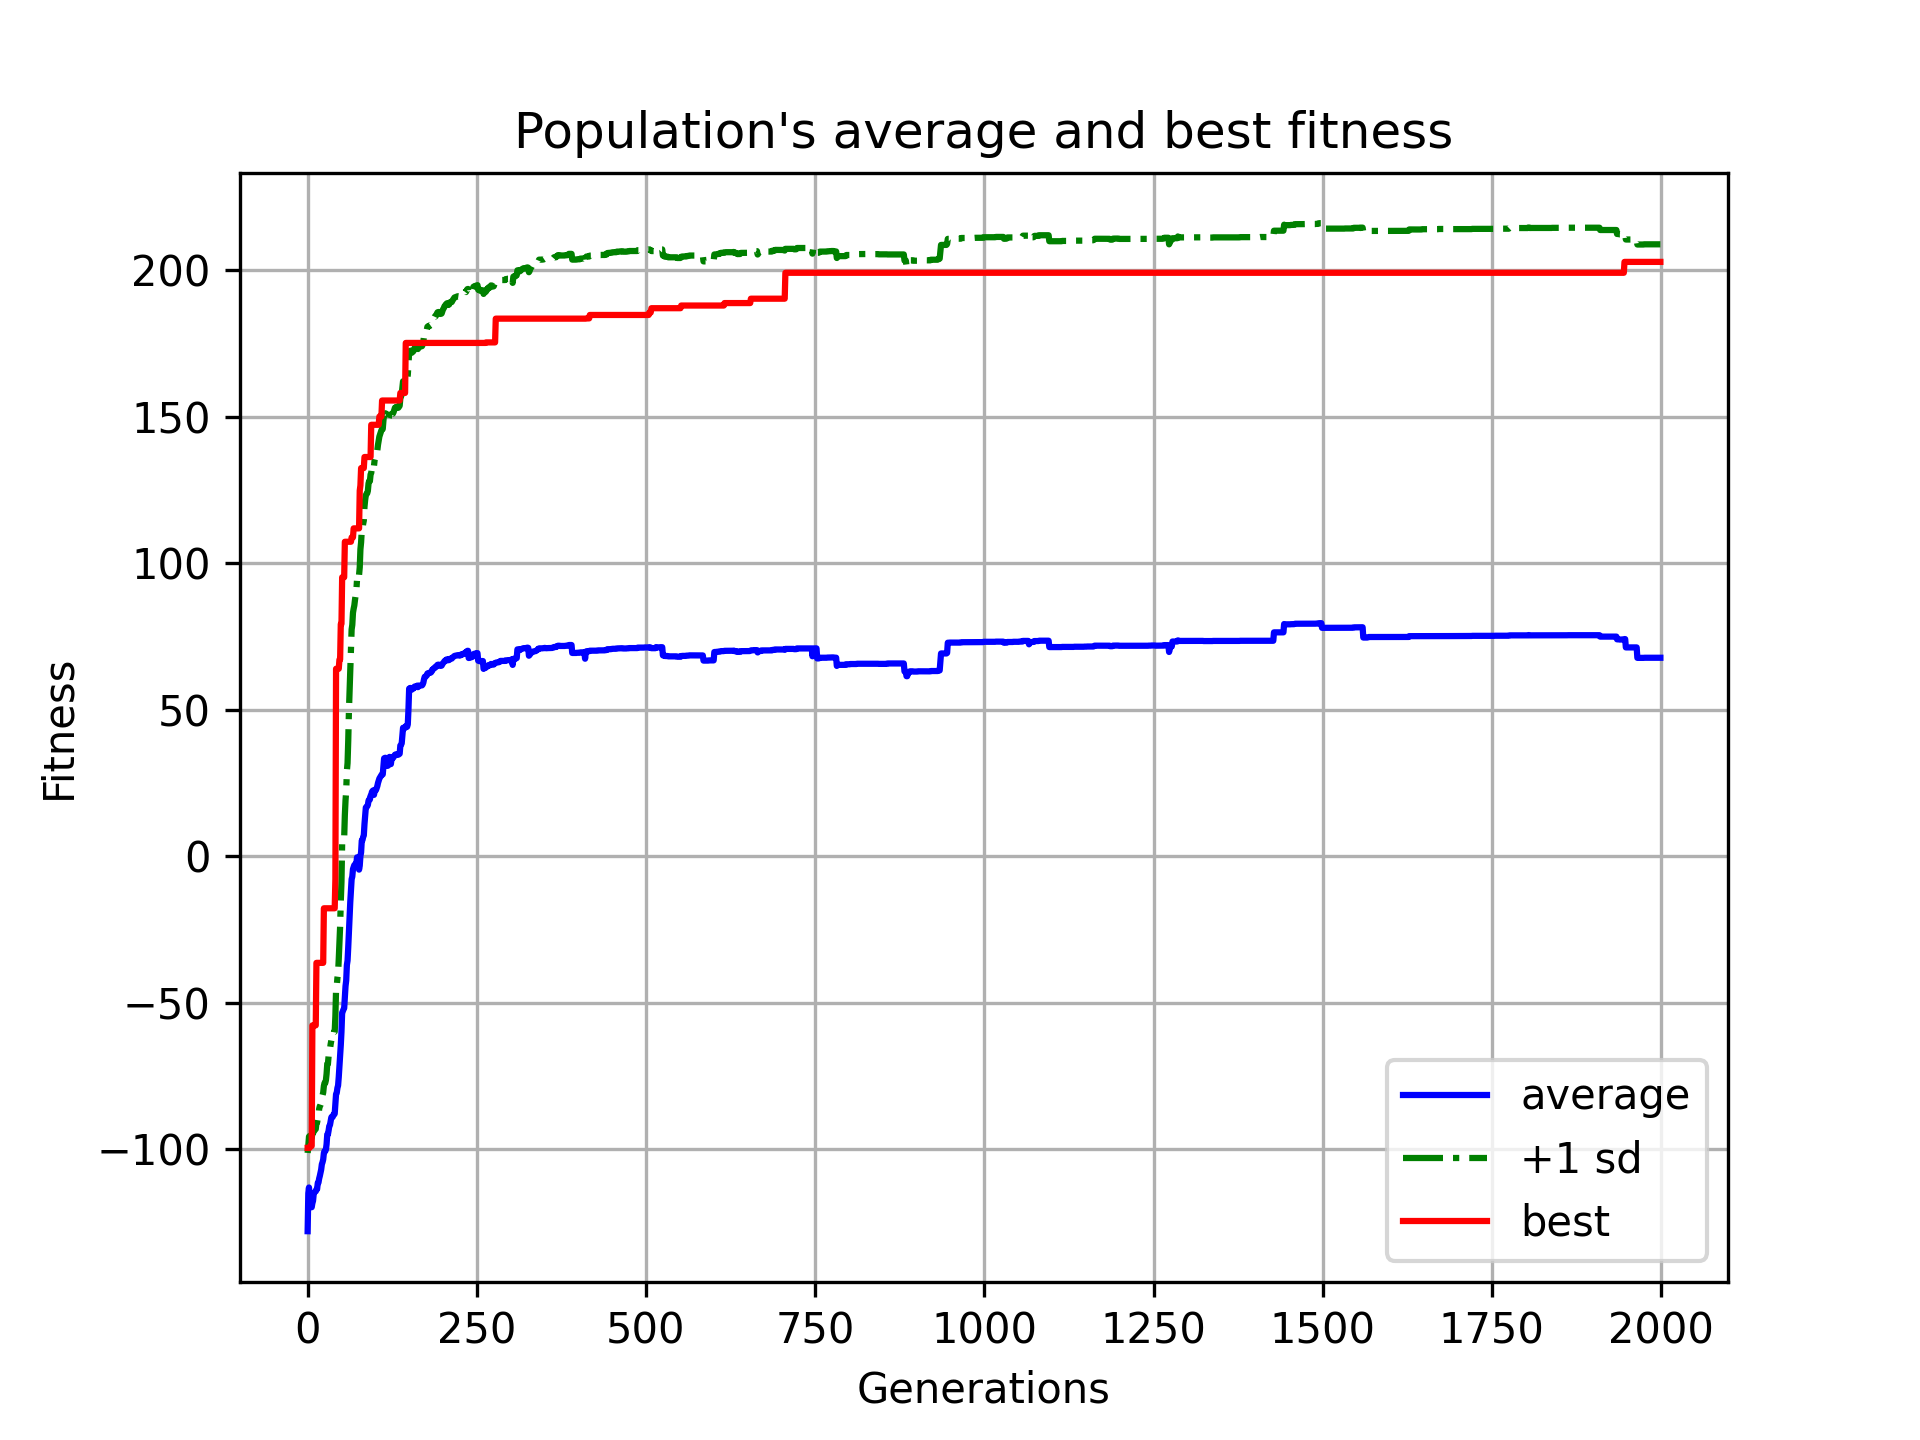 Population's average and best fitness
Fitness
200
150
100
50
0
−50
−100
0 250 500 750 1000 1250 1500 1750 2000
Generations
average
+1 sd
best